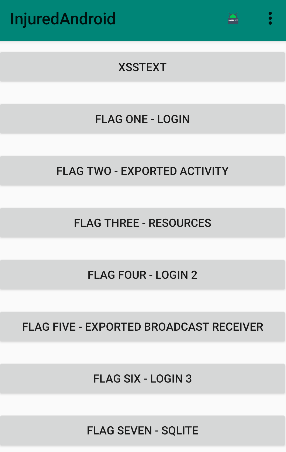 InjuredAndroid
XSSTEXT
FLAG ONE - LOGIN
FLAG TWO - EXPORTED ACTIVITY
FLAG THREE - RESOURCES
FLAG FOUR - LOGIN 2
FLAG FIVE - EXPORTED BROADCAST RECEIVER
FLAG SIX - LOGIN 3
FLAG SEVEN - SQLITE